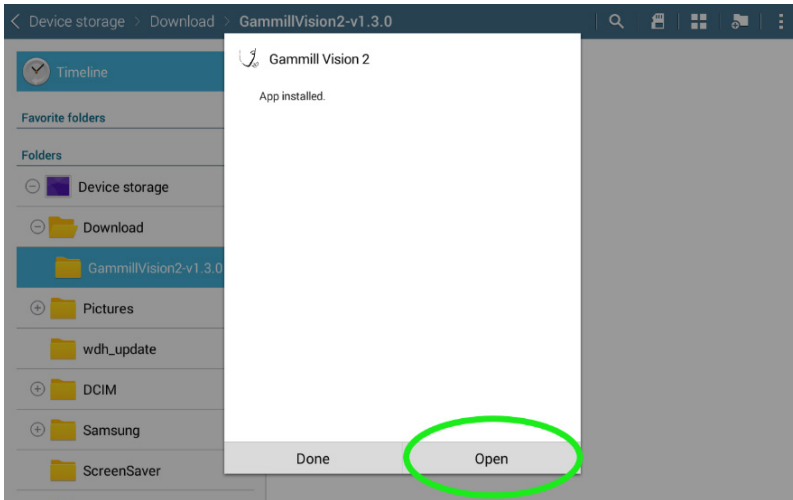 Device storage > Download > GammillVision2-v1.3.0
Timeline
Favorite folders
Folders
Device storage
Download
GammillVision2-v1.3.0
Pictures
wdh_update
DCIM
Samsung
ScreenSaver
Gammill Vision 2
App installed.
Done
Open